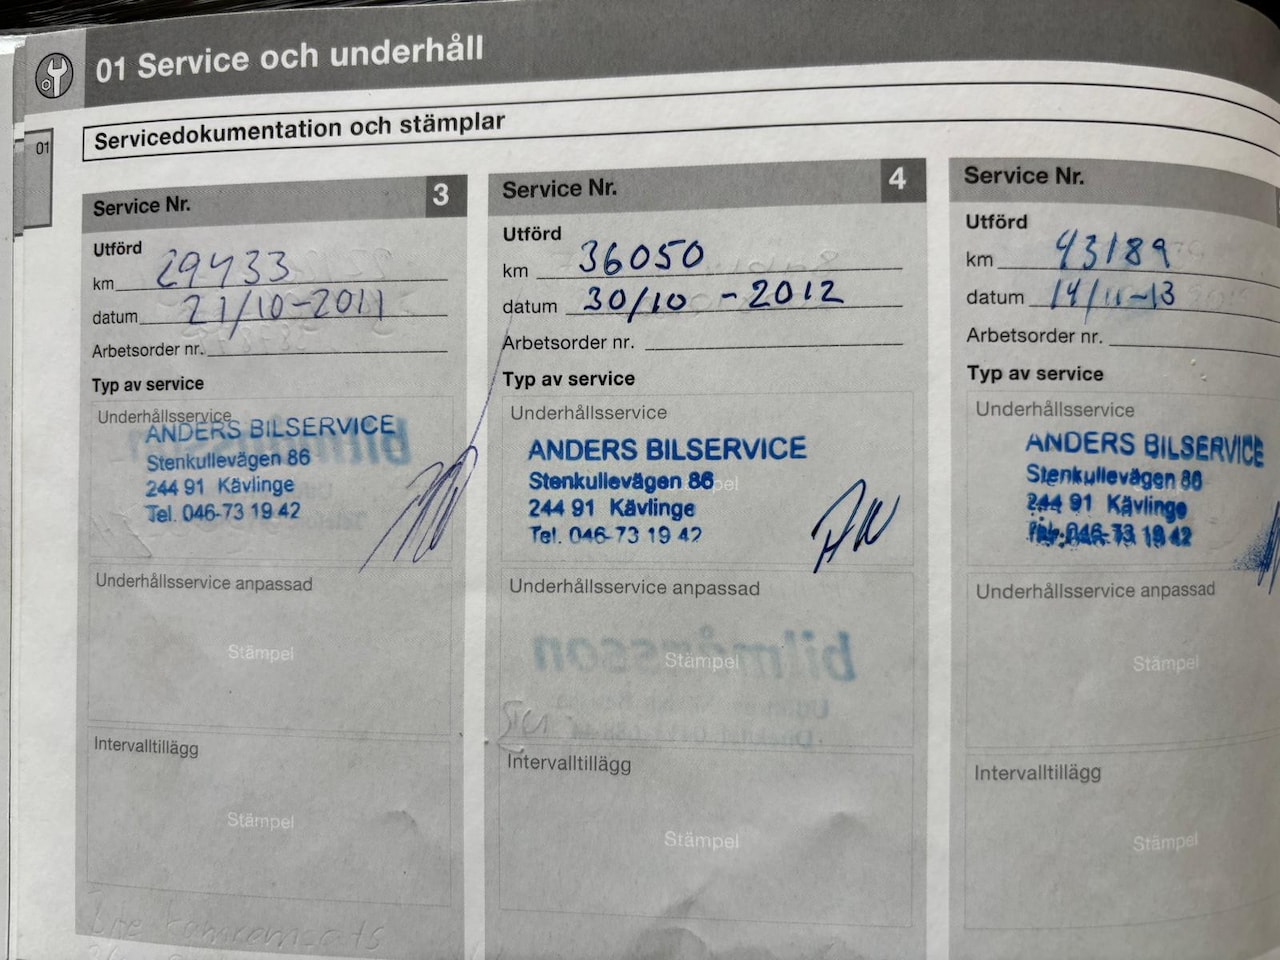 01 Service och underhåll
01
Servicedokumentation och stämplar
Service Nr. 3
Utförd
km 29433
datum 21/10-2011
Arbetsorder nr.
Typ av service
Underhållsservice
ANDERS BILSERVICE
Stenkullevägen 86
244 91 Kävlinge
Tel. 046-73 19 42
Underhållsservice anpassad
Stämpel
Intervalltillägg
Stämpel
Service Nr. 4
Utförd
km 36050
datum 30/10 -2012
Arbetsorder nr.
Typ av service
Underhållsservice
ANDERS BILSERVICE
Stenkullevägen 86
244 91 Kävlinge
Tel. 046-73 19 42
Underhållsservice anpassad
Stämpel
Intervalltillägg
Stämpel
Service Nr.
Utförd
km 43189
datum 14/11-13
Arbetsorder nr.
Typ av service
Underhållsservice
ANDERS BILSERVICE
Stenkullevägen 86
244 91 Kävlinge
Tel. 046-73 19 42
Underhållsservice anpassad
Stämpel
Intervalltillägg
Stämpel